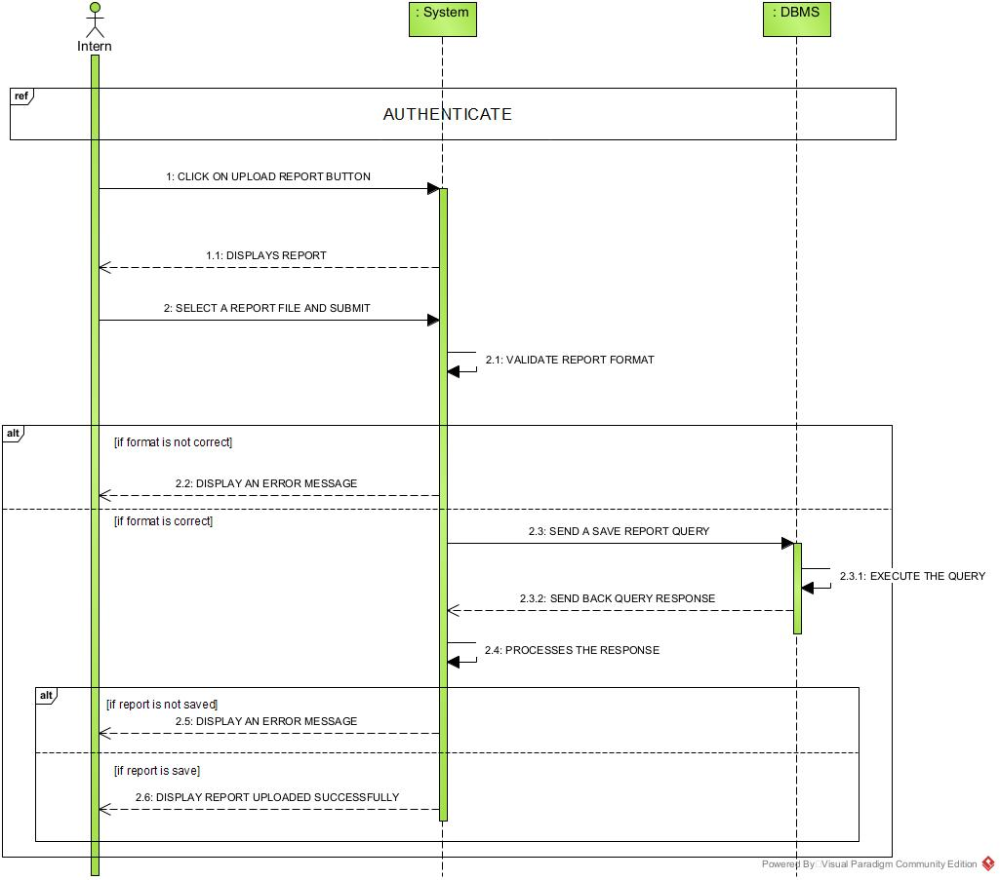 : System
: DBMS
Intern
ref
AUTHENTICATE
1: CLICK ON UPLOAD REPORT BUTTON
1.1: DISPLAYS REPORT
2: SELECT A REPORT FILE AND SUBMIT
2.1: VALIDATE REPORT FORMAT
alt
[if format is not correct]
2.2: DISPLAY AN ERROR MESSAGE
[if format is correct]
2.3: SEND A SAVE REPORT QUERY
2.3.1: EXECUTE THE QUERY
2.3.2: SEND BACK QUERY RESPONSE
2.4: PROCESSES THE RESPONSE
alt
[if report is not saved]
2.5: DISPLAY AN ERROR MESSAGE
[if report is save]
2.6: DISPLAY REPORT UPLOADED SUCCESSFULLY
Powered By Visual Paradigm Community Edition